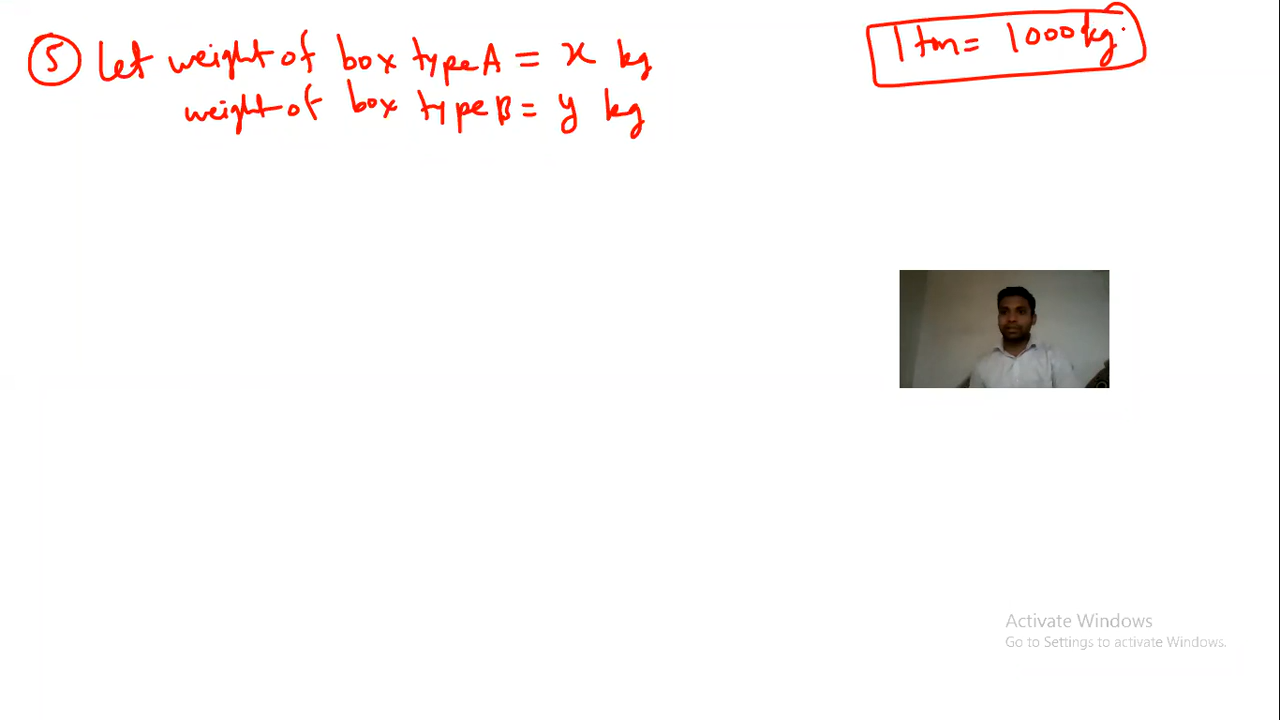 ⑤ Let weight of box type A = x kg
weight of box type B = y kg
1 ton = 1000 kg.
Activate Windows
Go to Settings to activate Windows.